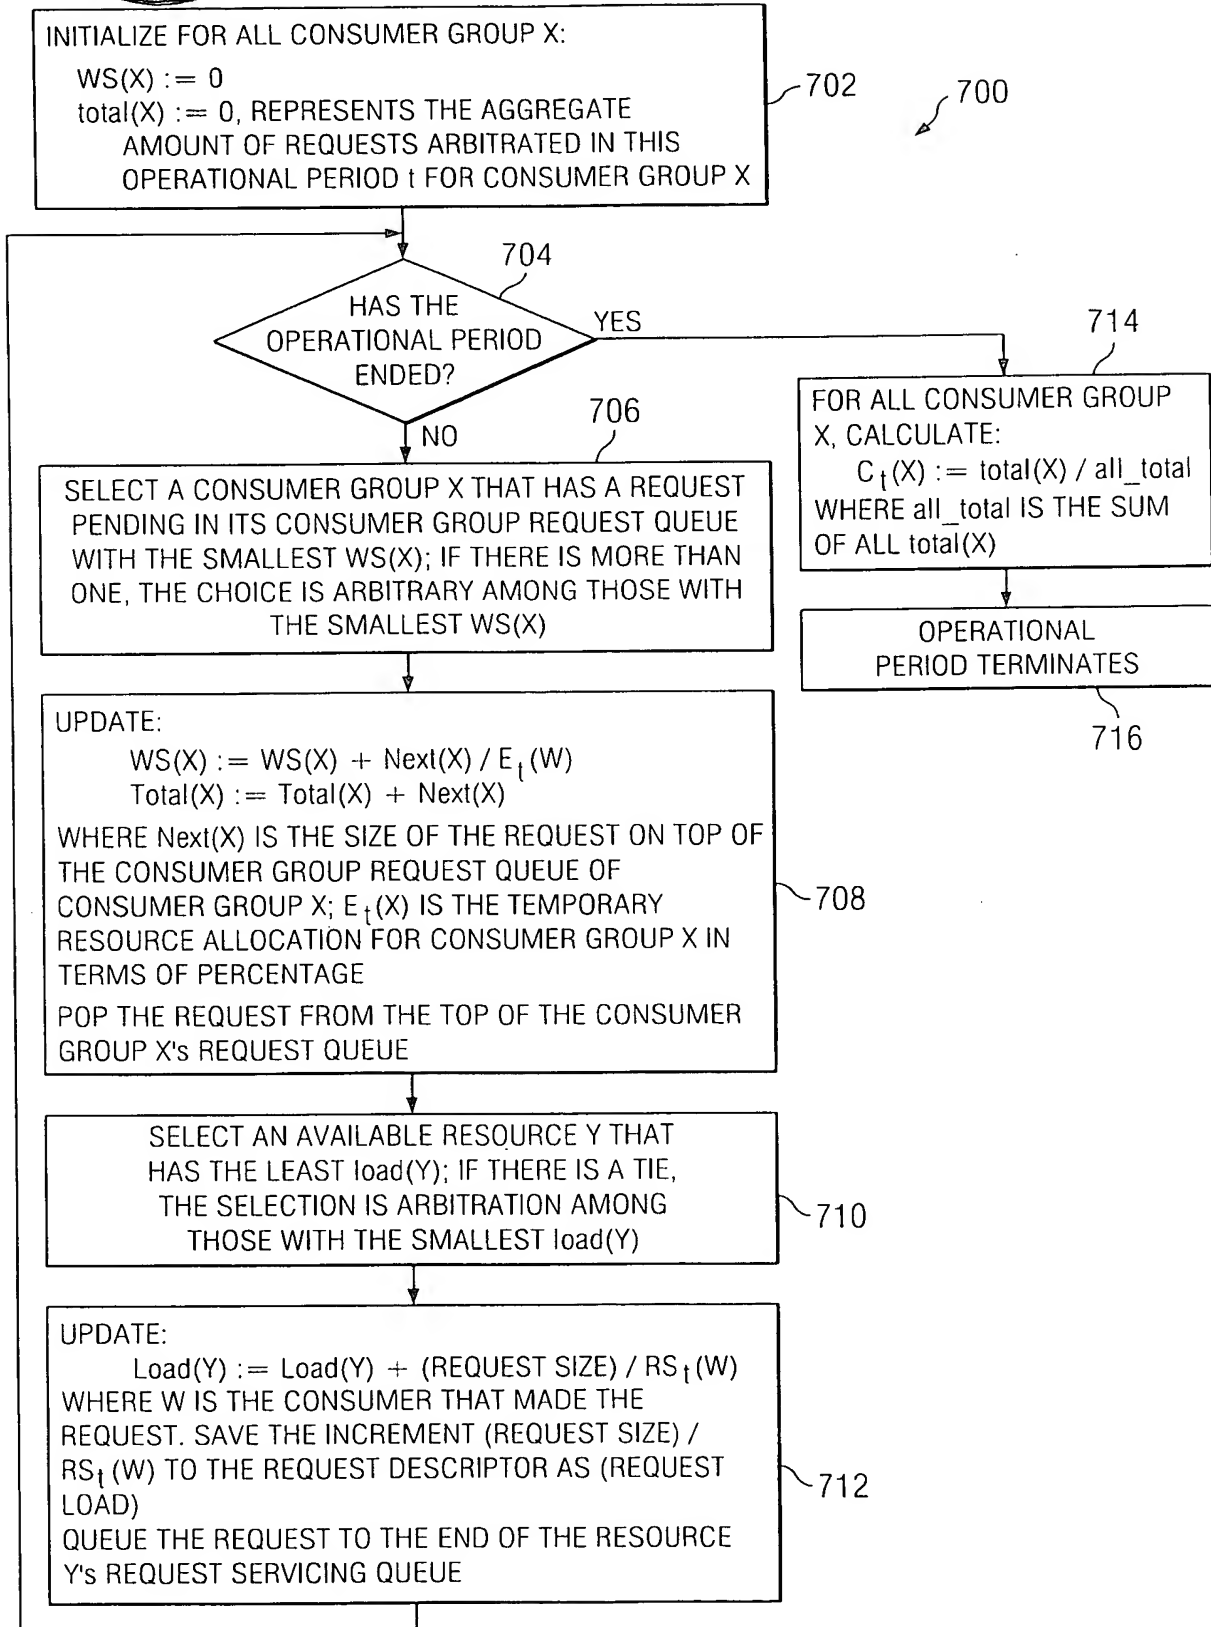 INITIALIZE FOR ALL CONSUMER GROUP X:
WS(X) := 0
total(X) := 0, REPRESENTS THE AGGREGATE
AMOUNT OF REQUESTS ARBITRATED IN THIS
OPERATIONAL PERIOD t FOR CONSUMER GROUP X
702
700
704
HAS THE
OPERATIONAL PERIOD
ENDED?
YES
NO
714
FOR ALL CONSUMER GROUP
X, CALCULATE:
C t (X) := total(X) / all_total
WHERE all_total IS THE SUM
OF ALL total(X)
OPERATIONAL
PERIOD TERMINATES
716
706
SELECT A CONSUMER GROUP X THAT HAS A REQUEST
PENDING IN ITS CONSUMER GROUP REQUEST QUEUE
WITH THE SMALLEST WS(X); IF THERE IS MORE THAN
ONE, THE CHOICE IS ARBITRARY AMONG THOSE WITH
THE SMALLEST WS(X)
UPDATE:
WS(X) := WS(X) + Next(X) / E t (W)
Total(X) := Total(X) + Next(X)
WHERE Next(X) IS THE SIZE OF THE REQUEST ON TOP OF
THE CONSUMER GROUP REQUEST QUEUE OF
CONSUMER GROUP X; E t (X) IS THE TEMPORARY
RESOURCE ALLOCATION FOR CONSUMER GROUP X IN
TERMS OF PERCENTAGE
POP THE REQUEST FROM THE TOP OF THE CONSUMER
GROUP X's REQUEST QUEUE
708
SELECT AN AVAILABLE RESOURCE Y THAT
HAS THE LEAST load(Y); IF THERE IS A TIE,
THE SELECTION IS ARBITRATION AMONG
THOSE WITH THE SMALLEST load(Y)
710
UPDATE:
Load(Y) := Load(Y) + (REQUEST SIZE) / RS t (W)
WHERE W IS THE CONSUMER THAT MADE THE
REQUEST. SAVE THE INCREMENT (REQUEST SIZE) /
RS t (W) TO THE REQUEST DESCRIPTOR AS (REQUEST
LOAD)
QUEUE THE REQUEST TO THE END OF THE RESOURCE
Y's REQUEST SERVICING QUEUE
712